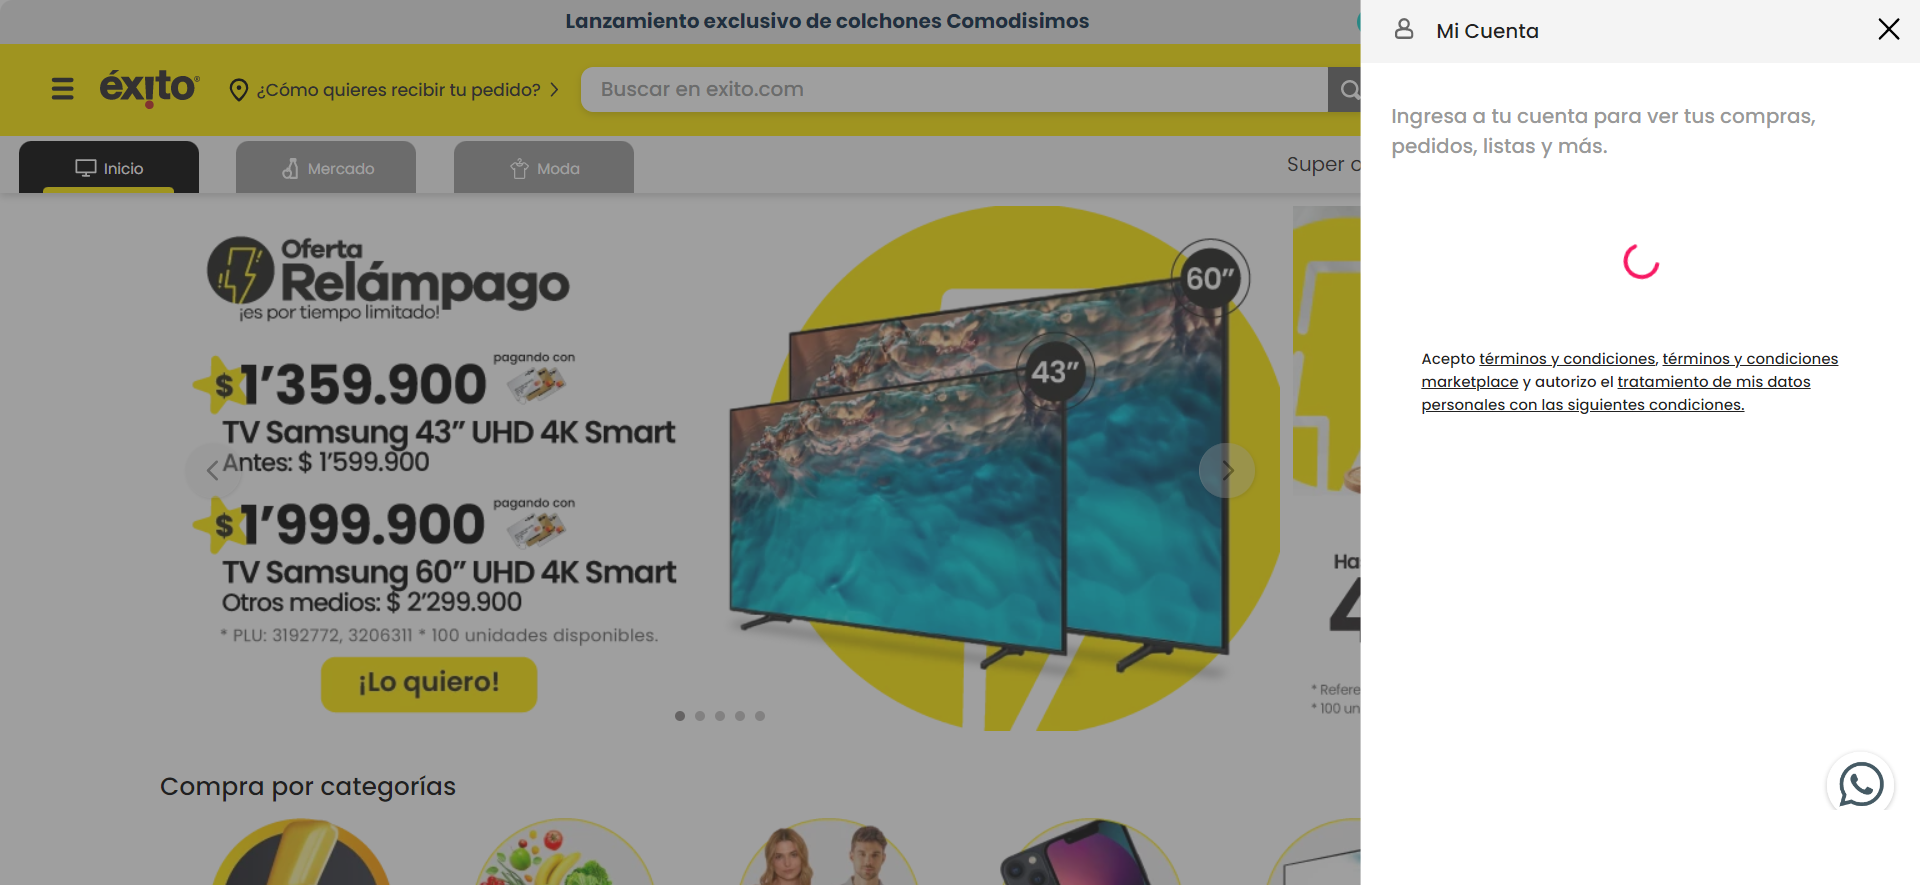 Lanzamiento exclusivo de colchones Comodisimos
éxito
¿Cómo quieres recibir tu pedido?
Buscar en exito.com
Inicio
Mercado
Moda
Super o
Oferta
Relámpago
¡es por tiempo limitado!
$1'359.900 pagando con
TV Samsung 43” UHD 4K Smart
Antes: $ 1'599.900
$1'999.900 pagando con
TV Samsung 60” UHD 4K Smart
Otros medios: $ 2'299.900
* PLU: 3192772, 3206311 * 100 unidades disponibles.
¡Lo quiero!
60”
43”
Ha
4
* Refere
* 100 un
Compra por categorías
Mi Cuenta
Ingresa a tu cuenta para ver tus compras,
pedidos, listas y más.
Acepto términos y condiciones, términos y condiciones
marketplace y autorizo el tratamiento de mis datos
personales con las siguientes condiciones.